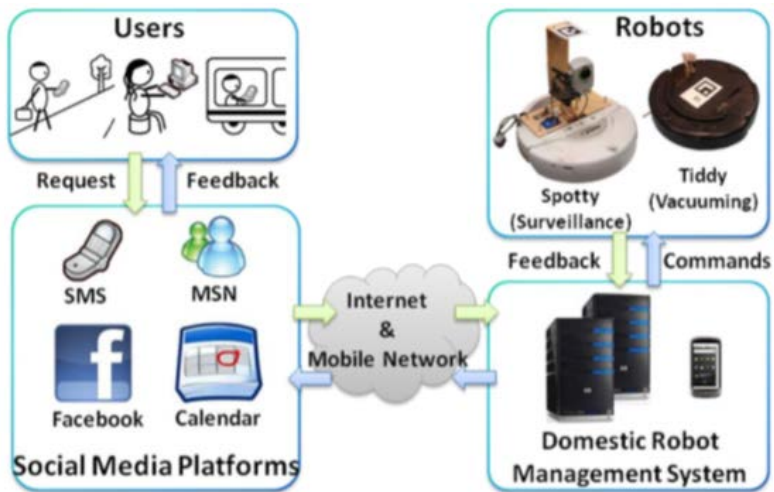 Users
Request
Feedback
SMS
MSN
f
Facebook
Calendar
Social Media Platforms
Internet
&
Mobile Network
Robots
Spotty
(Surveillance)
Tiddy
(Vacuuming)
Feedback
Commands
Domestic Robot
Management System